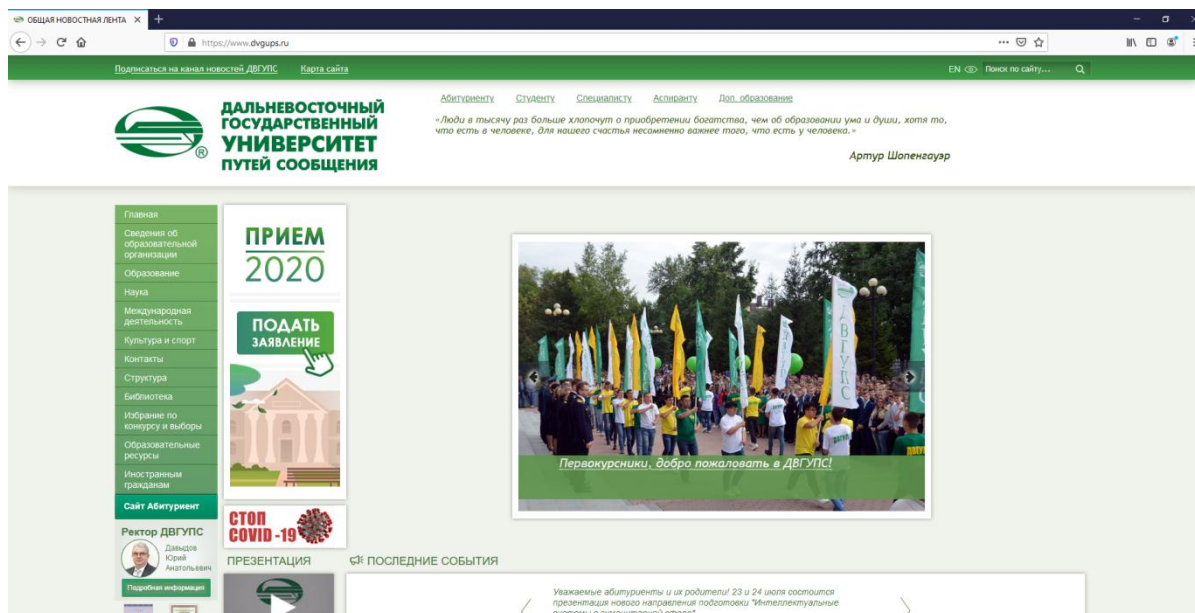 ОБЩАЯ НОВОСТНАЯ ЛЕНТА
https://www.dvgups.ru
Подписаться на канал новостей ДВГУПС Карта сайта
EN Поиск по сайту...
ДАЛЬНЕВОСТОЧНЫЙ
ГОСУДАРСТВЕННЫЙ
УНИВЕРСИТЕТ
ПУТЕЙ СООБЩЕНИЯ
®
Абитуриенту Студенту Специалисту Аспиранту Доп. образование
«Люди в тысячу раз больше хлопочут о приобретении богатства, чем об образовании ума и души, хотя то,
что есть в человеке, для нашего счастья несомненно важнее того, что есть у человека.»
Артур Шопенгауэр
Главная
Сведения об
образовательной
организации
Образование
Наука
Международная
деятельность
Культура и спорт
Контакты
Структура
Библиотека
Избрание по
конкурсу и выборы
Образовательные
ресурсы
Иностранным
гражданам
Сайт Абитуриент
Ректор ДВГУПС
Давыдов
Юрий
Анатольевич
Подробная информация
ПРИЕМ
2020
ПОДАТЬ
ЗАЯВЛЕНИЕ
СТОП
COVID-19
ДВГУПС
Первокурсники, добро пожаловать в ДВГУПС!
ПРЕЗЕНТАЦИЯ
ПОСЛЕДНИЕ СОБЫТИЯ
Уважаемые абитуриенты и их родители! 23 и 24 июля состоится
презентация нового направления подготовки "Интеллектуальные
системы в гуманитарной сфере"